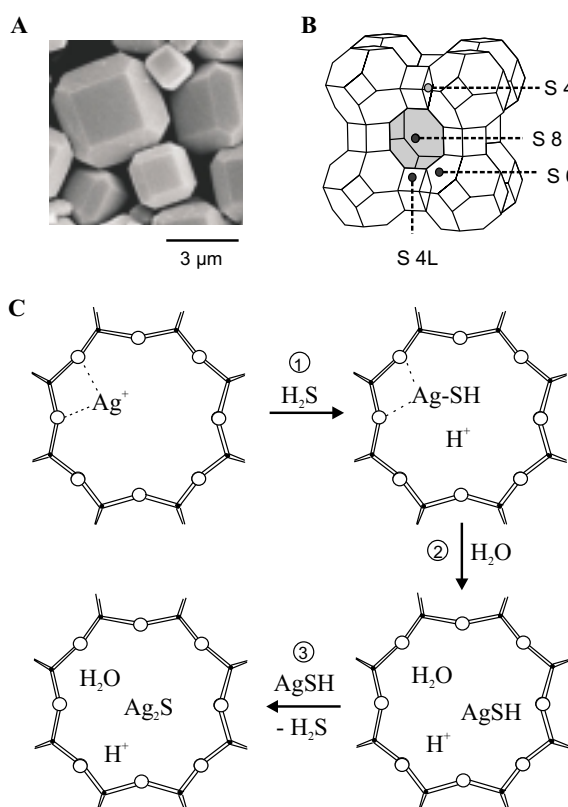 A
B
S 4
S 8
S 6
3 µm
S 4L
C
1
Ag⁺
H₂S
Ag-SH
H⁺
2
H₂O
3
H₂O
AgSH
H₂O
Ag₂S
AgSH
- H₂S
H⁺
H⁺